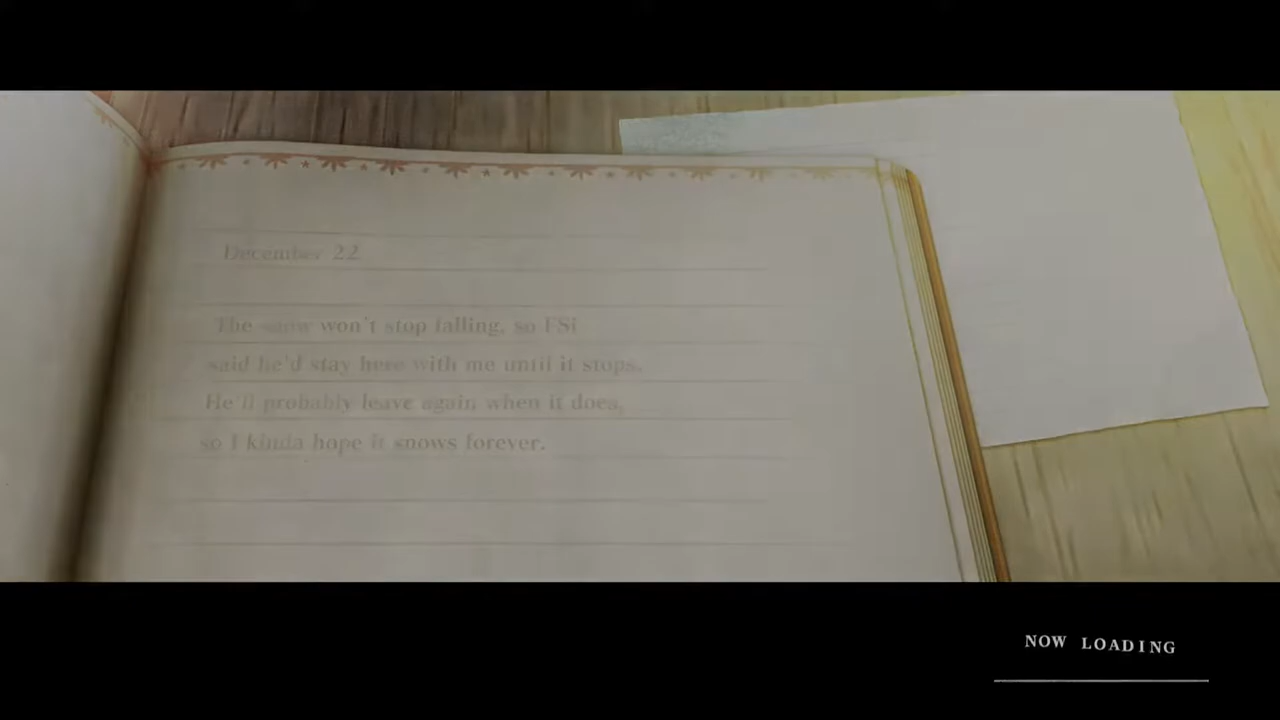 December 22
The snow won't stop falling, so FSi
said he'd stay here with me until it stops.
He'll probably leave again when it does,
so I kinda hope it snows forever.
NOW LOADING